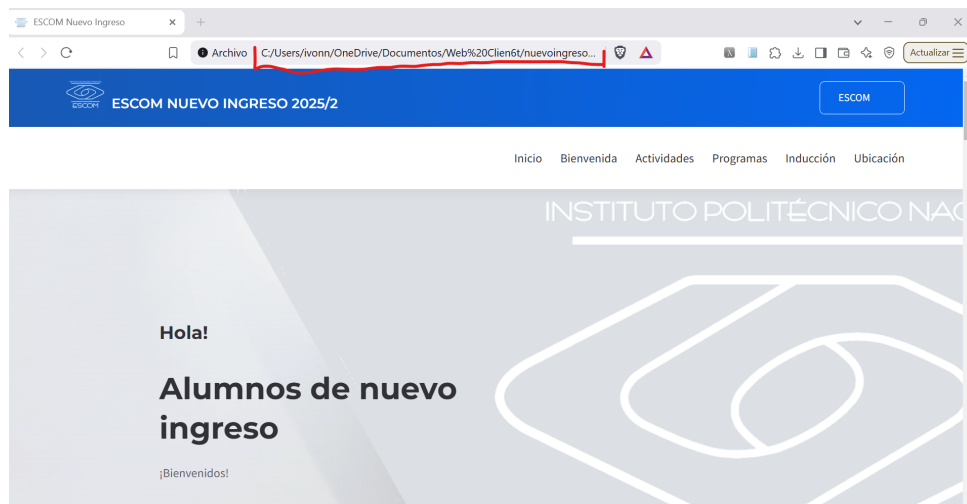 ESCOM Nuevo Ingreso
Archivo C:/Users/ivonn/OneDrive/Documentos/Web%20Clien6t/nuevoingreso... Actualizar
ESCOM
ESCOM NUEVO INGRESO 2025/2
ESCOM
Inicio Bienvenida Actividades Programas Inducción Ubicación
INSTITUTO POLITÉCNICO NAC
Hola!
Alumnos de nuevo
ingreso
¡Bienvenidos!